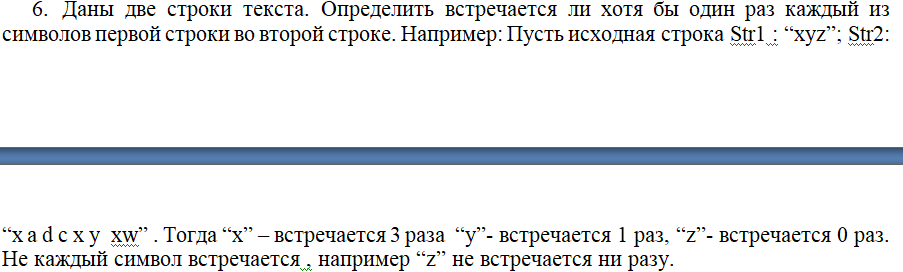 6. Даны две строки текста. Определить встречается ли хотя бы один раз каждый из
символов первой строки во второй строке. Например: Пусть исходная строка Str1 : “xyz”; Str2:
“x a d c x y  xw” . Тогда “x” – встречается 3 раза  “y”- встречается 1 раз, “z”- встречается 0 раз.
Не каждый символ встречается , например “z” не встречается ни разу.